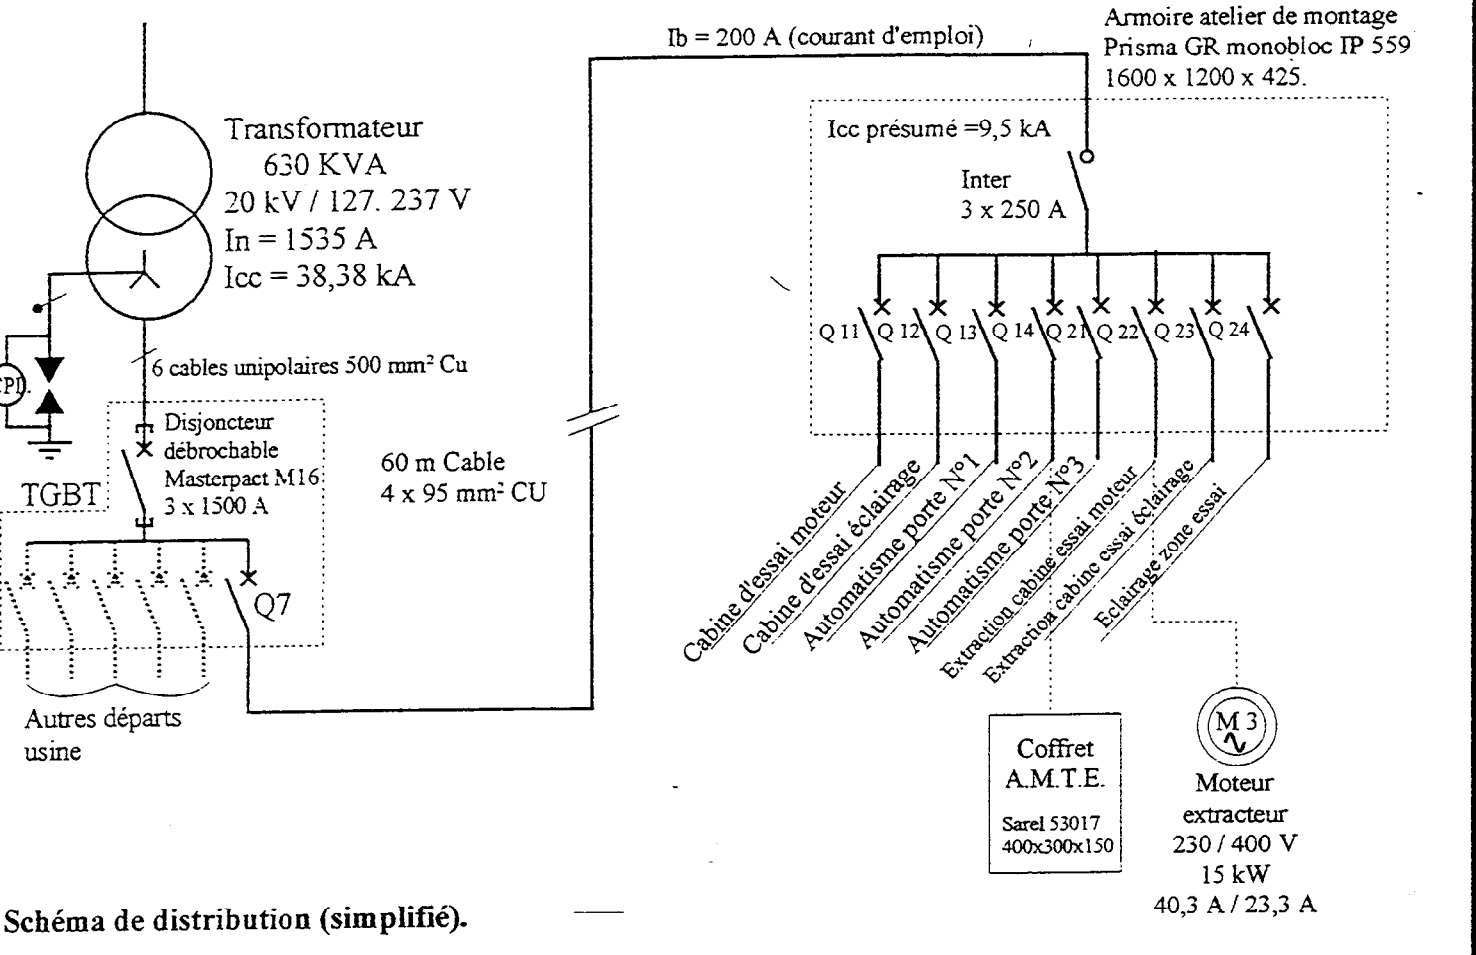 Ib = 200 A (courant d'emploi)
Armoire atelier de montage
Prisma GR monobloc IP 559
1600 x 1200 x 425.
Transformateur
630 KVA
20 kV / 127. 237 V
In = 1535 A
Icc = 38,38 kA
Icc présumé =9,5 kA
Inter
3 x 250 A
Q 11
Q 12
Q 13
Q 14
Q 21
Q 22
Q 23
Q 24
6 cables unipolaires 500 mm² Cu
Disjoncteur
débrochable
Masterpact M16
3 x 1500 A
TGBT
60 m Cable
4 x 95 mm² CU
Q7
Autres départs
usine
Cabine d'essai moteur
Cabine d'essai éclairage
Automatisme porte N°1
Automatisme porte N°2
Automatisme porte N°3
Extraction cabine essai moteur
Extraction cabine essai éclairage
Eclairage zone essai
Coffret
A.M.T.E.
Sarel 53017
400x300x150
M 3
Moteur
extracteur
230 / 400 V
15 kW
40,3 A / 23,3 A
Schéma de distribution (simplifié).